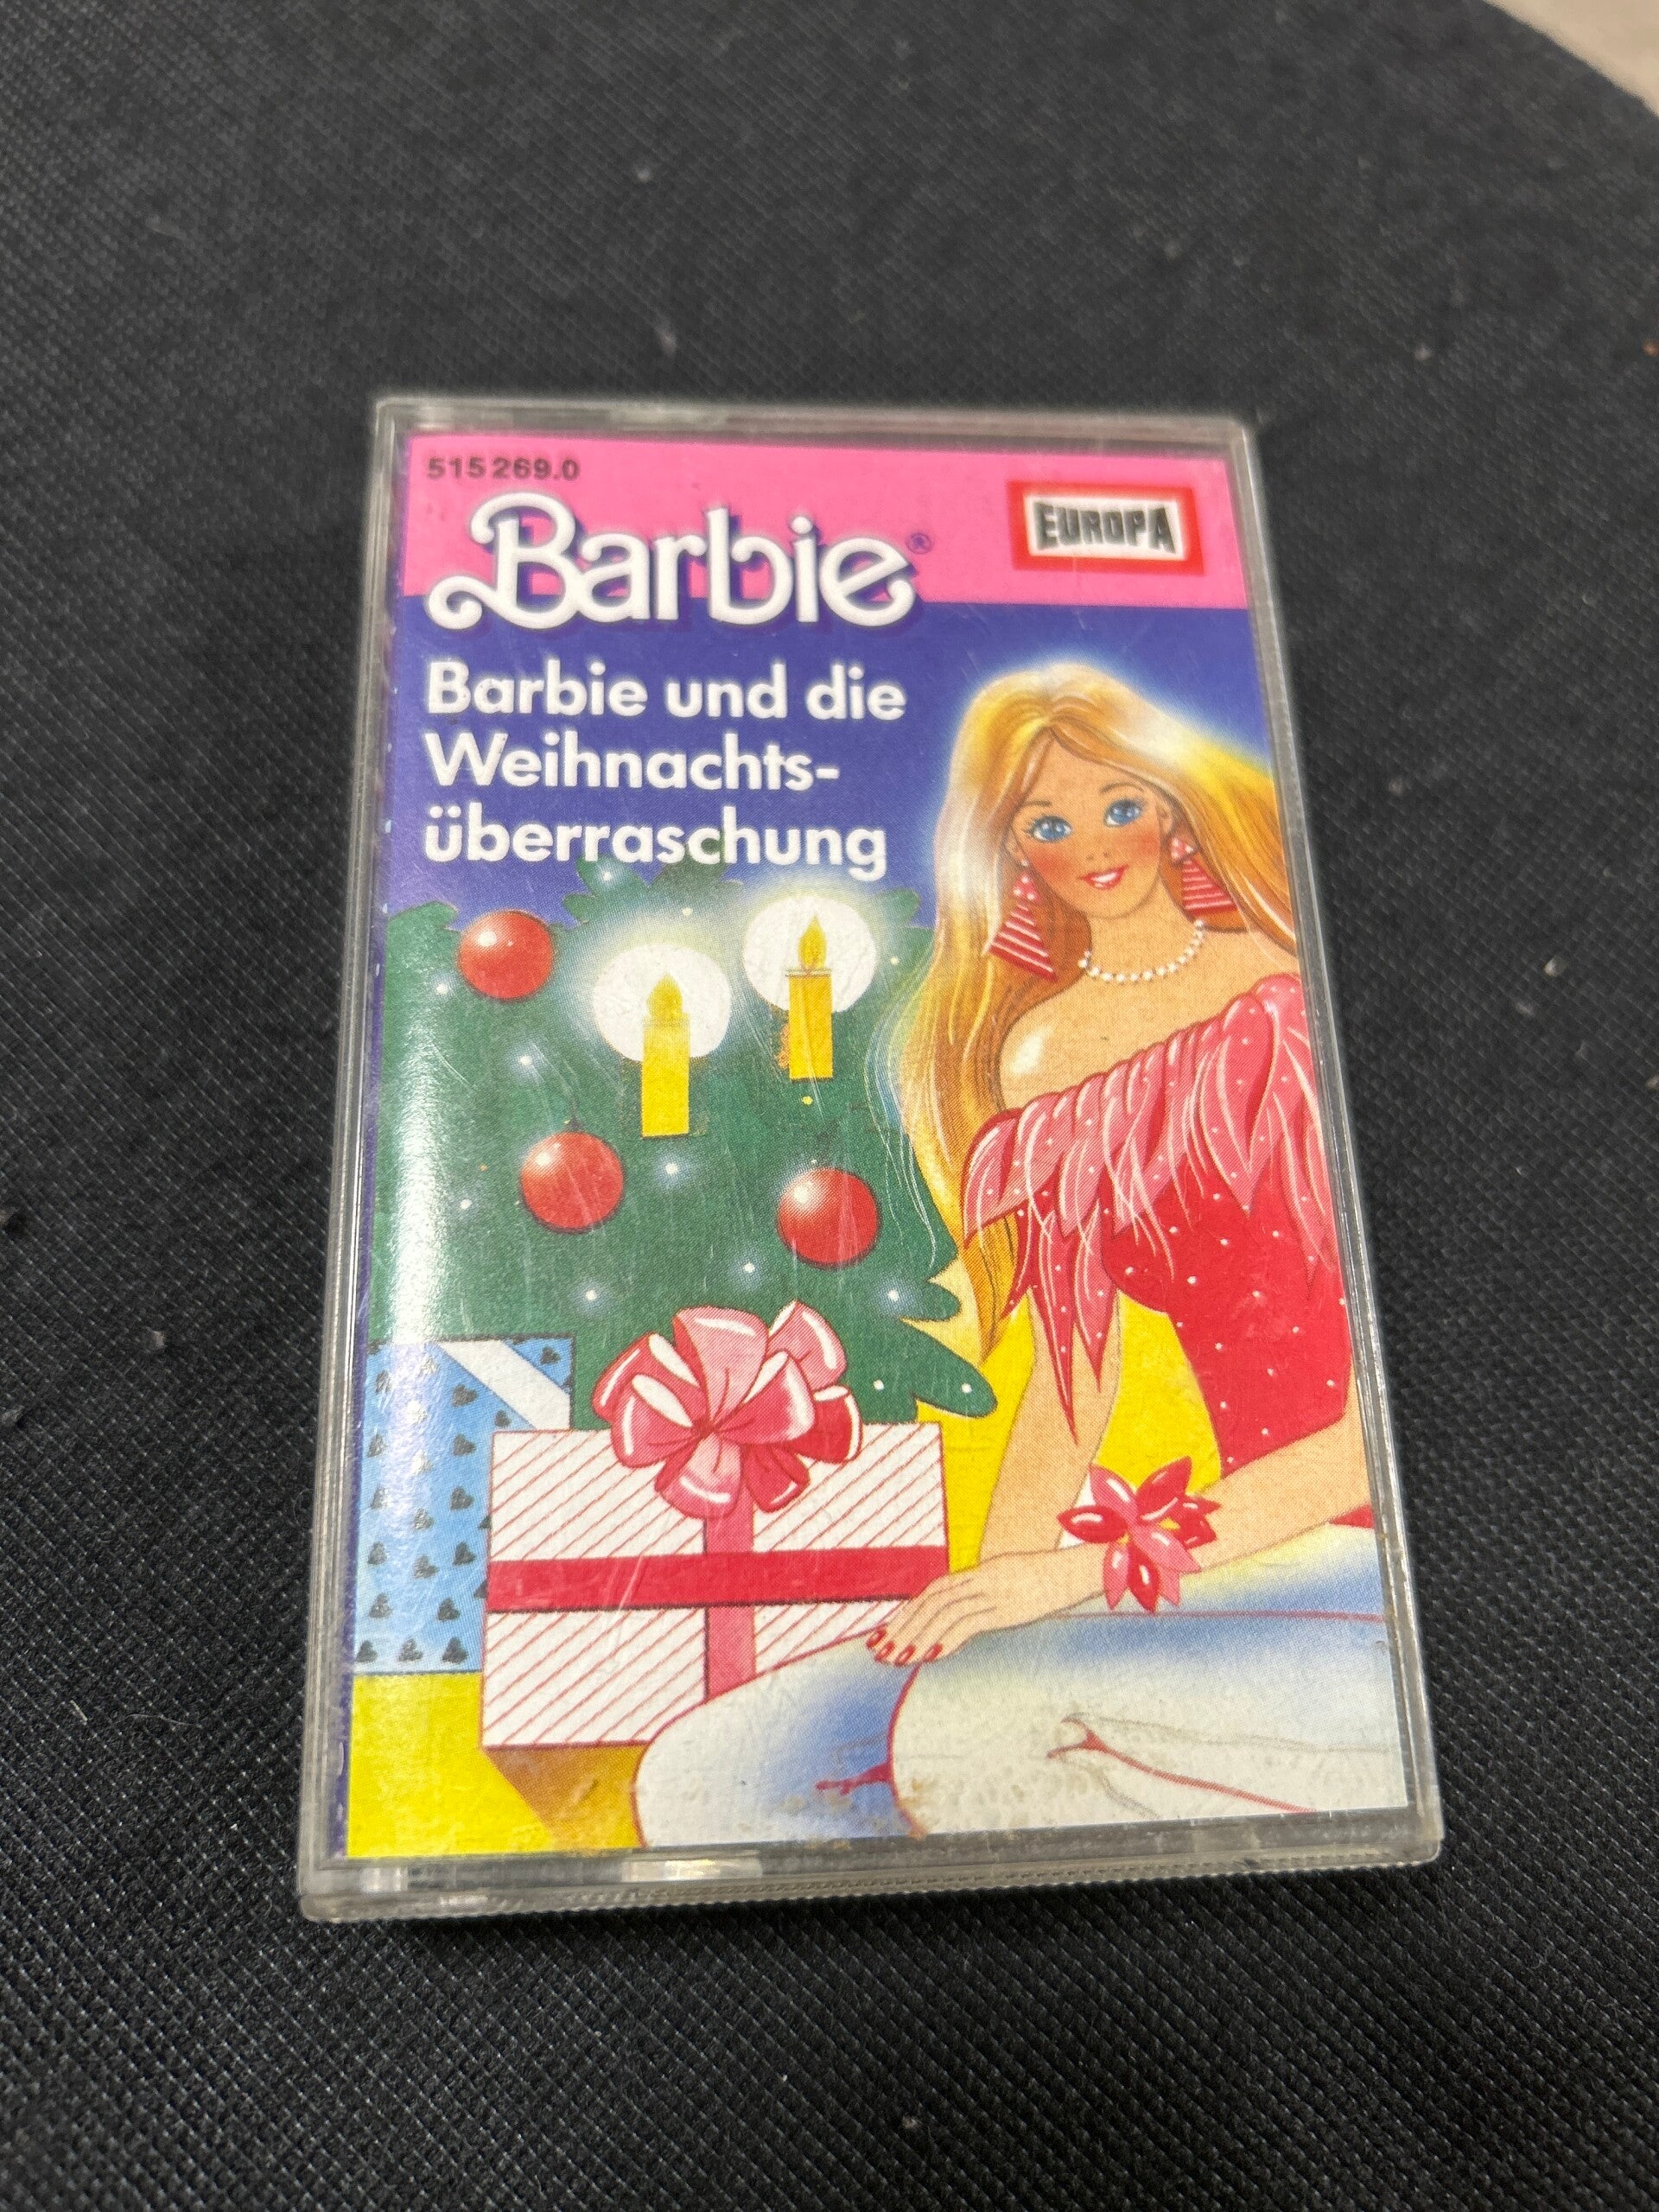 515 269.0
Barbie®
EUROPA
Barbie und die
Weihnachts-
überraschung